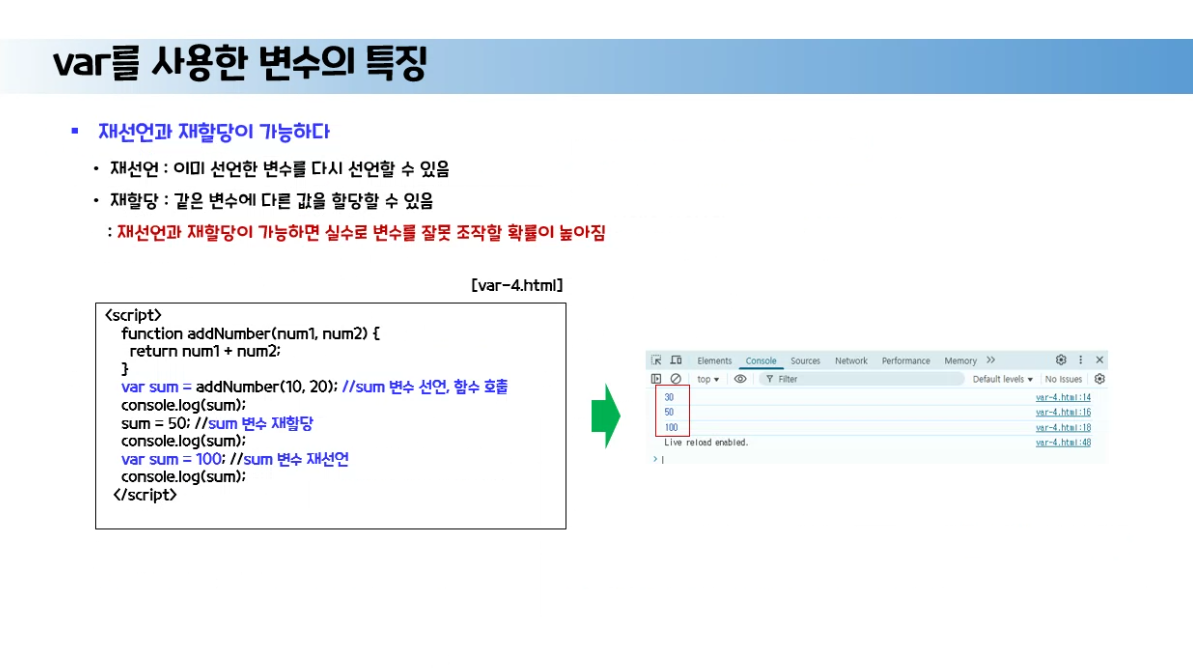 var를 사용한 변수의 특징
▪ 재선언과 재할당이 가능하다
• 재선언 : 이미 선언한 변수를 다시 선언할 수 있음
• 재할당 : 같은 변수에 다른 값을 할당할 수 있음
: 재선언과 재할당이 가능하면 실수로 변수를 잘못 조작할 확률이 높아짐
[var-4.html]
<script>
function addNumber(num1, num2) {
return num1 + num2;
}
var sum = addNumber(10, 20); //sum 변수 선언, 함수 호출
console.log(sum);
sum = 50; //sum 변수 재할당
console.log(sum);
var sum = 100; //sum 변수 재선언
console.log(sum);
</script>
Elements Console Sources Network Performance Memory >>
top ▼ Filter Default levels ▼ No Issues
30 var-4.html:14
50 var-4.html:16
100 var-4.html:18
Live reload enabled. var-4.html:48
>